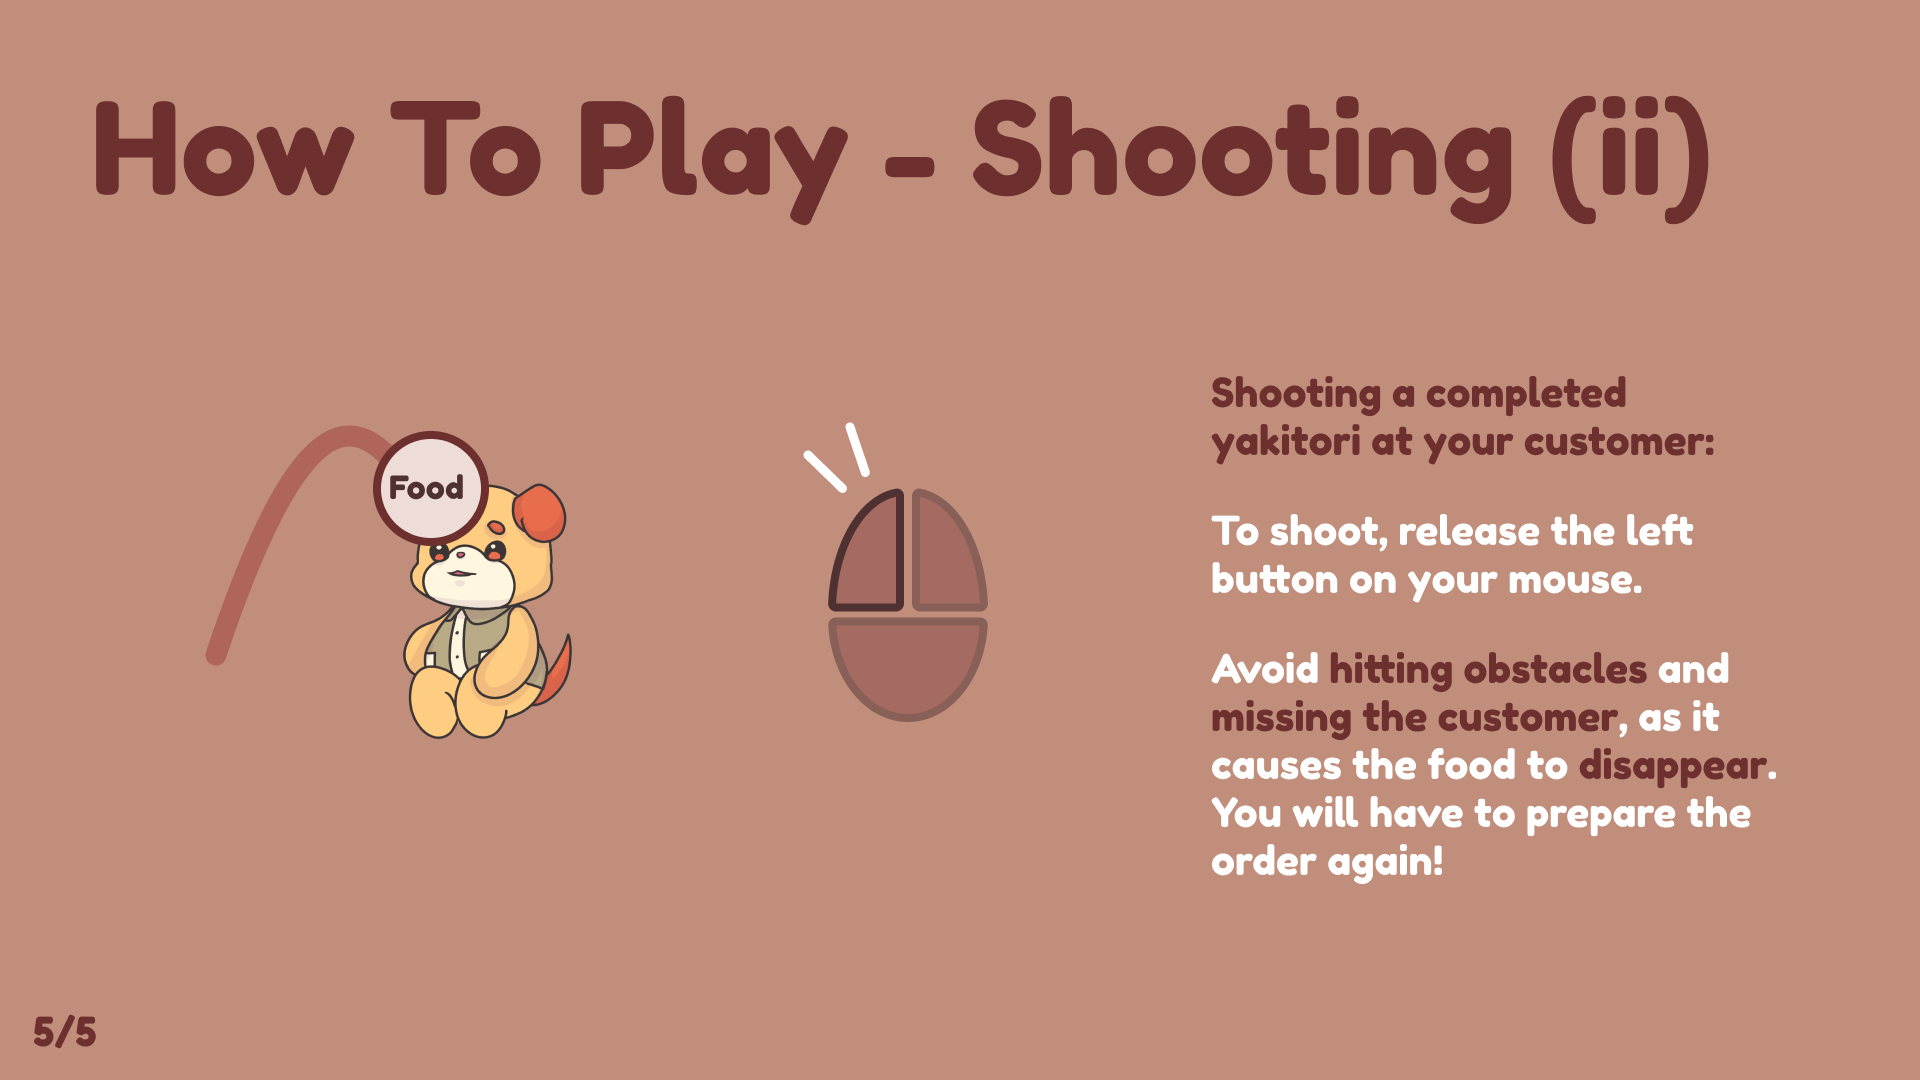 How To Play - Shooting (ii)
Food
Shooting a completed
yakitori at your customer:
To shoot, release the left
button on your mouse.
Avoid hitting obstacles and
missing the customer, as it
causes the food to disappear.
You will have to prepare the
order again!
5/5